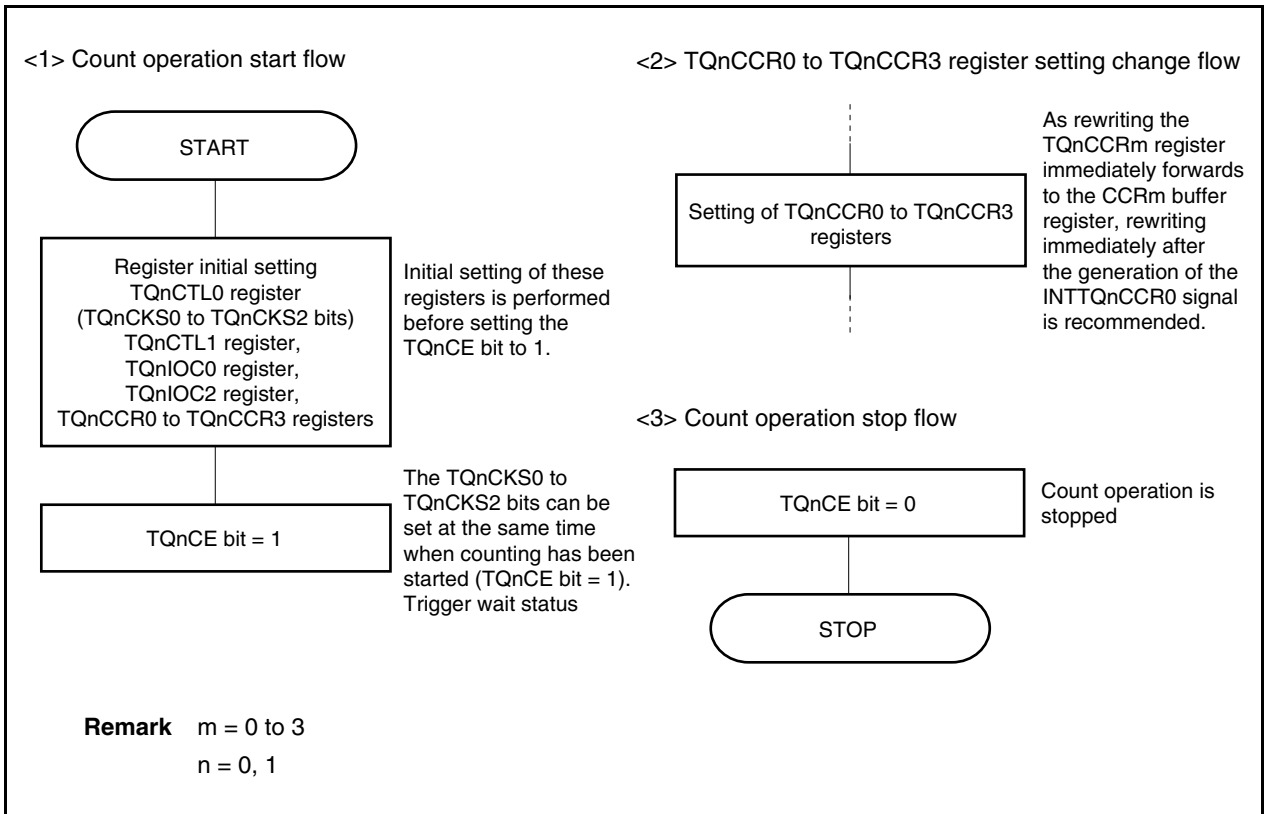 <1> Count operation start flow
START
Register initial setting
TQnCTL0 register
(TQnCKS0 to TQnCKS2 bits)
TQnCTL1 register,
TQnIOC0 register,
TQnIOC2 register,
TQnCCR0 to TQnCCR3 registers
Initial setting of these
registers is performed
before setting the
TQnCE bit to 1.
TQnCE bit = 1
The TQnCKS0 to
TQnCKS2 bits can be
set at the same time
when counting has been
started (TQnCE bit = 1).
Trigger wait status
<2> TQnCCR0 to TQnCCR3 register setting change flow
Setting of TQnCCR0 to TQnCCR3
registers
As rewriting the
TQnCCRm register
immediately forwards
to the CCRm buffer
register, rewriting
immediately after
the generation of the
INTTQnCCR0 signal
is recommended.
<3> Count operation stop flow
TQnCE bit = 0
Count operation is
stopped
STOP
Remark m = 0 to 3
n = 0, 1